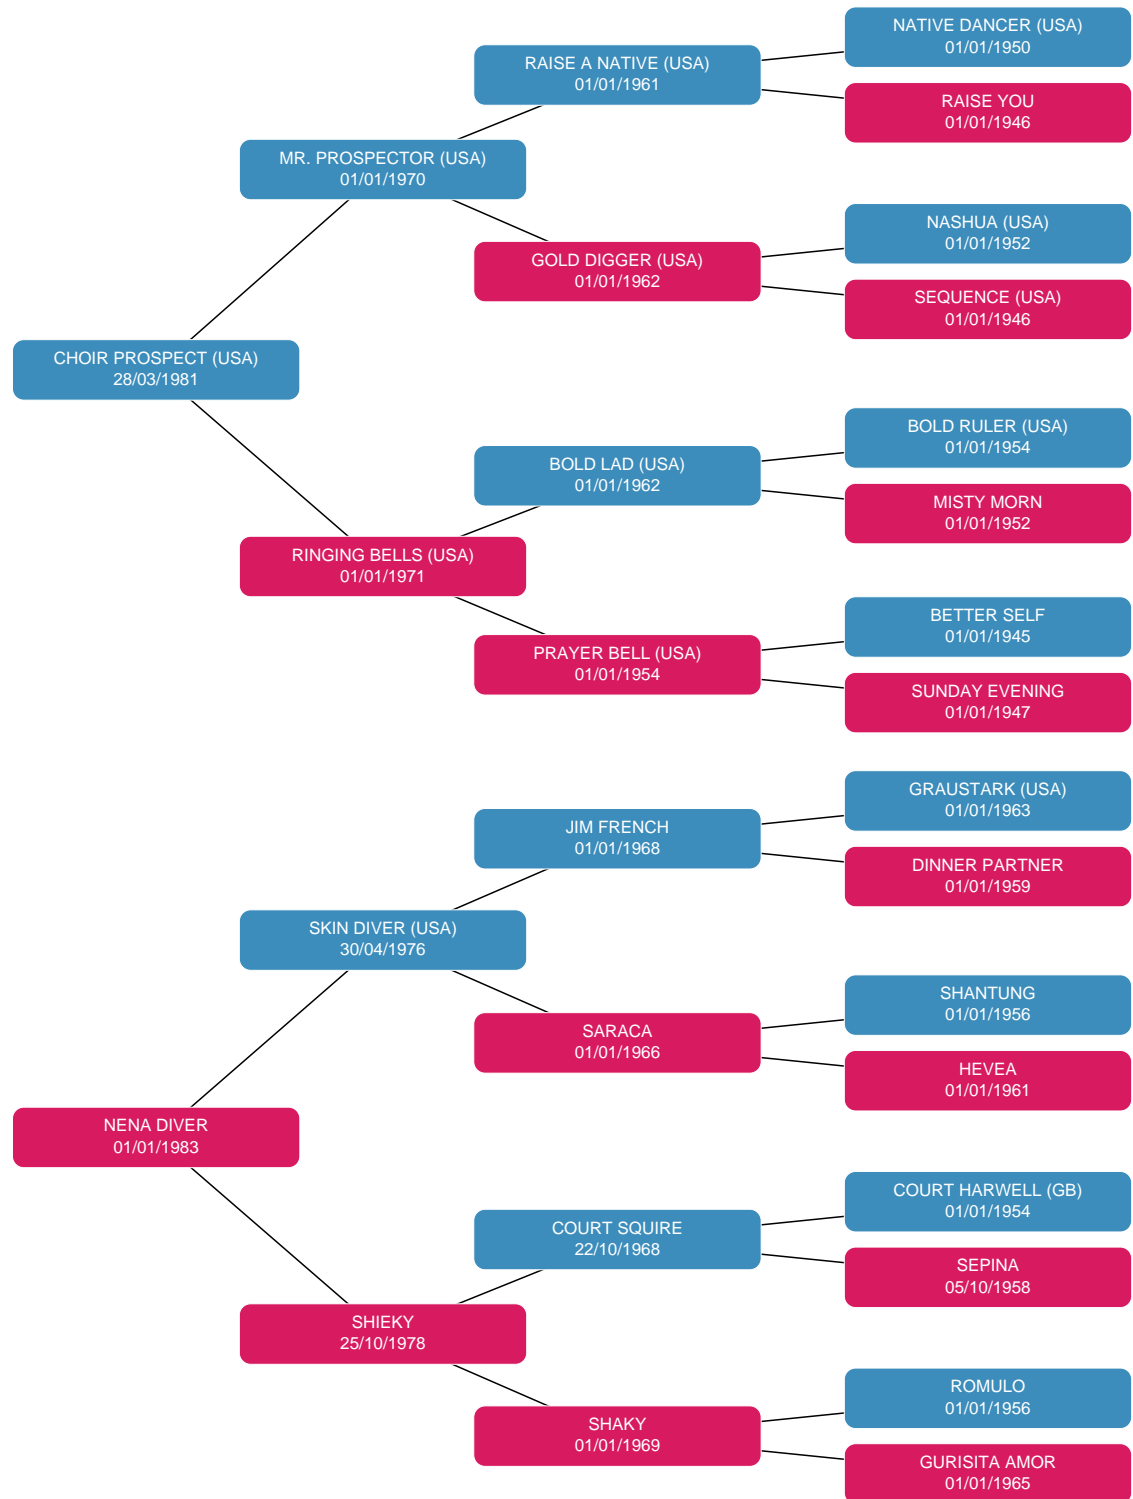 NATIVE DANCER (USA)
01/01/1950
RAISE A NATIVE (USA)
01/01/1961
RAISE YOU
01/01/1946
MR. PROSPECTOR (USA)
01/01/1970
NASHUA (USA)
01/01/1952
GOLD DIGGER (USA)
01/01/1962
SEQUENCE (USA)
01/01/1946
CHOIR PROSPECT (USA)
28/03/1981
BOLD RULER (USA)
01/01/1954
BOLD LAD (USA)
01/01/1962
MISTY MORN
01/01/1952
RINGING BELLS (USA)
01/01/1971
BETTER SELF
01/01/1945
PRAYER BELL (USA)
01/01/1954
SUNDAY EVENING
01/01/1947
GRAUSTARK (USA)
01/01/1963
JIM FRENCH
01/01/1968
DINNER PARTNER
01/01/1959
SKIN DIVER (USA)
30/04/1976
SHANTUNG
01/01/1956
SARACA
01/01/1966
HEVEA
01/01/1961
NENA DIVER
01/01/1983
COURT HARWELL (GB)
01/01/1954
COURT SQUIRE
22/10/1968
SEPINA
05/10/1958
SHIEKY
25/10/1978
ROMULO
01/01/1956
SHAKY
01/01/1969
GURISITA AMOR
01/01/1965